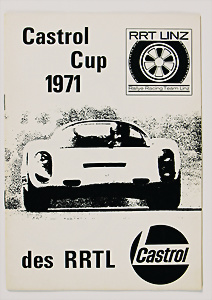 Castrol
Cup
1971
RRT LINZ
Rallye Racing Team Linz
des RRTL
Castrol